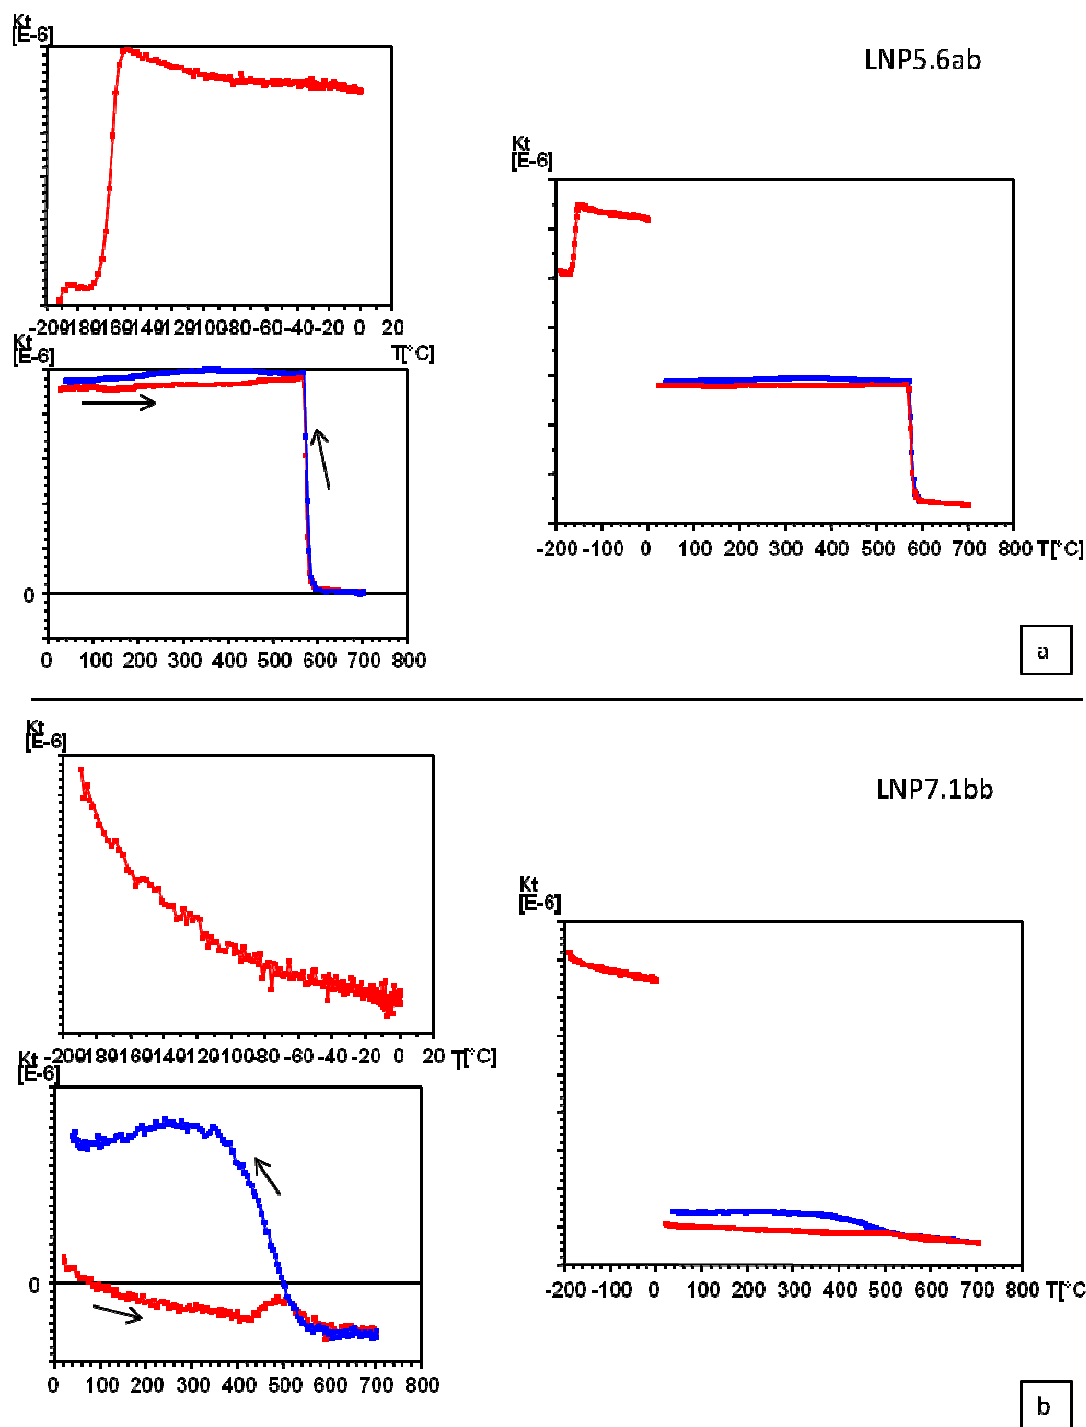 Kt
[E-6]
LNP5.6ab
-200-180-160-140-120-100-80 -60 -40 -20 0 20
T[°C]
Kt
[E-6]
Kt
[E-6]
-200 -100 0 100 200 300 400 500 600 700 800 T[°C]
0
0 100 200 300 400 500 600 700 800
a
Kt
[E-6]
LNP7.1bb
-200-180-160-140-120-100-80 -60 -40 -20 0 20 T[°C]
Kt
[E-6]
Kt
[E-6]
-200 -100 0 100 200 300 400 500 600 700 800 T[°C
0
0 100 200 300 400 500 600 700 800
b